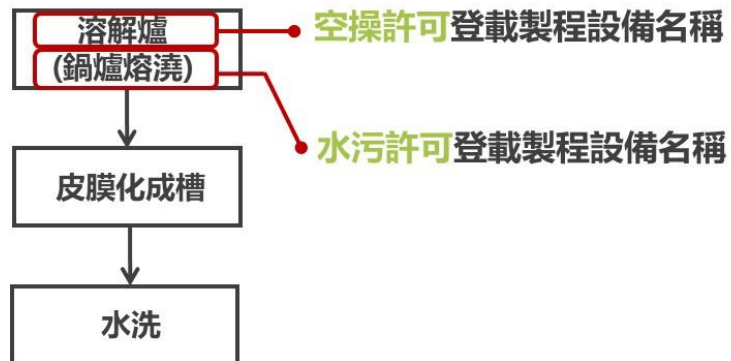 溶解爐
空操許可登載製程設備名稱
(鍋爐熔澆)
水污許可登載製程設備名稱
皮膜化成槽
水洗